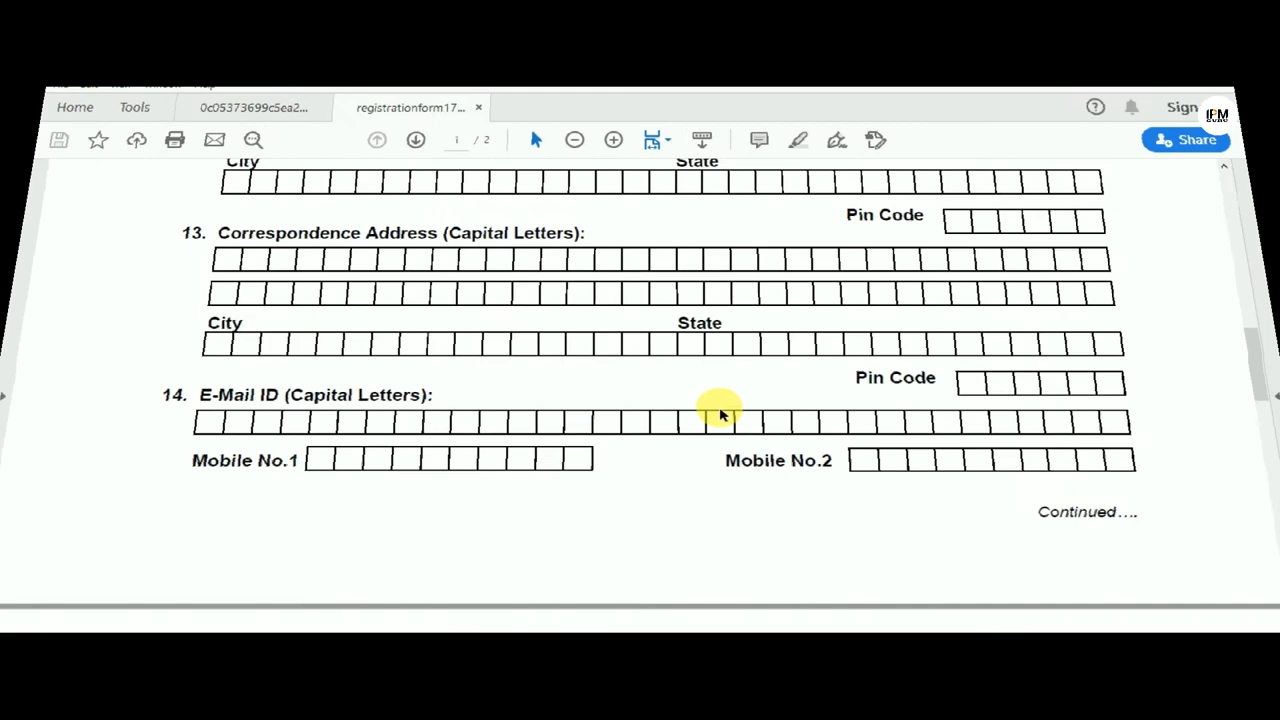 Home Tools 0c05373699c5ea2... registrationform17... × Sign
IPM
/ 2 Share
City State
Pin Code
13. Correspondence Address (Capital Letters):
City State
Pin Code
14. E-Mail ID (Capital Letters):
Mobile No.1 Mobile No.2
Continued....